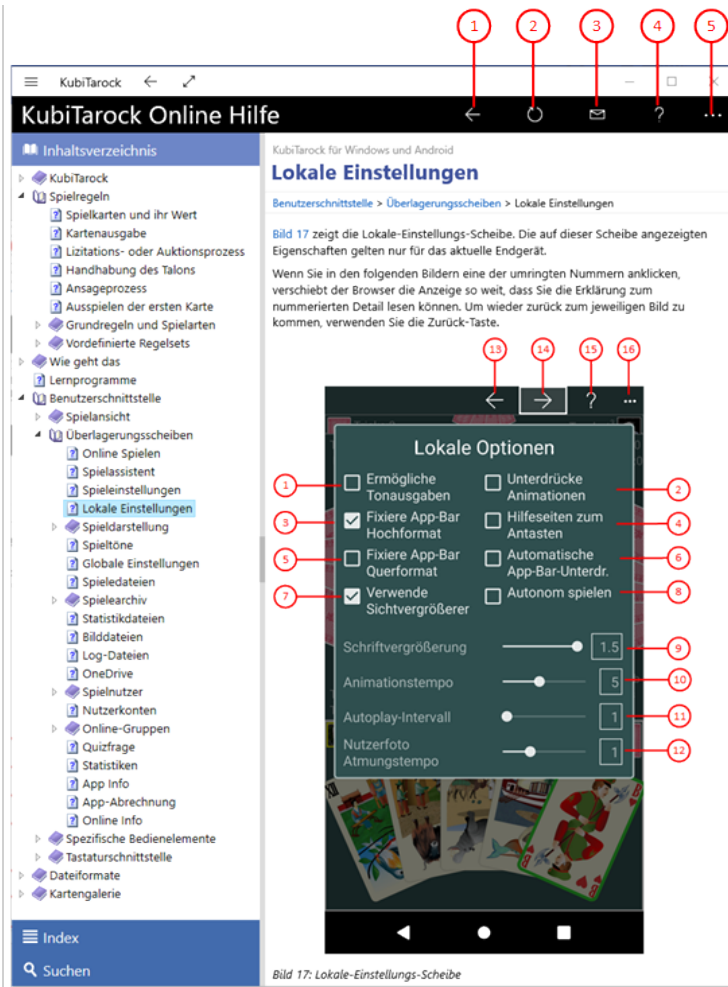 1 2 3 4 5
KubiTarock
KubiTarock Online Hilfe
Inhaltsverzeichnis
KubiTarock
Spielregeln
Spielkarten und ihr Wert
Kartenausgabe
Lizitations- oder Auktionsprozess
Handhabung des Talons
Ansageprozess
Ausspielen der ersten Karte
Grundregeln und Spielarten
Vordefinierte Regelsets
Wie geht das
Lernprogramme
Benutzerschnittstelle
Spielansicht
Überlagerungsscheiben
Online Spielen
Spielassistent
Spieleinstellungen
Lokale Einstellungen
Spieldarstellung
Spieltöne
Globale Einstellungen
Spieledateien
Spielearchiv
Statistikdateien
Bilddateien
Log-Dateien
OneDrive
Spielnutzer
Nutzerkonten
Online-Gruppen
Quizfrage
Statistiken
App Info
App-Abrechnung
Online Info
Spezifische Bedienelemente
Tastaturschnittstelle
Dateiformate
Kartengalerie
Index
Suchen
KubiTarock für Windows und Android
Lokale Einstellungen
Benutzerschnittstelle > Überlagerungsscheiben > Lokale Einstellungen
Bild 17 zeigt die Lokale-Einstellungs-Scheibe. Die auf dieser Scheibe angezeigten
Eigenschaften gelten nur für das aktuelle Endgerät.
Wenn Sie in den folgenden Bildern eine der umringten Nummern anklicken,
verschiebt der Browser die Anzeige so weit, dass Sie die Erklärung zum
nummerierten Detail lesen können. Um wieder zurück zum jeweiligen Bild zu
kommen, verwenden Sie die Zurück-Taste.
13 14 15 16
Lokale Optionen
1 Ermögliche
Tonausgaben
Unterdrücke
Animationen 2
3 Fixiere App-Bar
Hochformat
Hilfeseiten zum
Antasten 4
5 Fixiere App-Bar
Querformat
Automatische
App-Bar-Unterdr. 6
7 Verwende
Sichtvergrößerer
Autonom spielen 8
Schriftvergrößerung 1.5 9
Animationstempo 5 10
Autoplay-Intervall 1 11
Nutzerfoto
Atmungstempo 1 12
XII
Bild 17: Lokale-Einstellungs-Scheibe